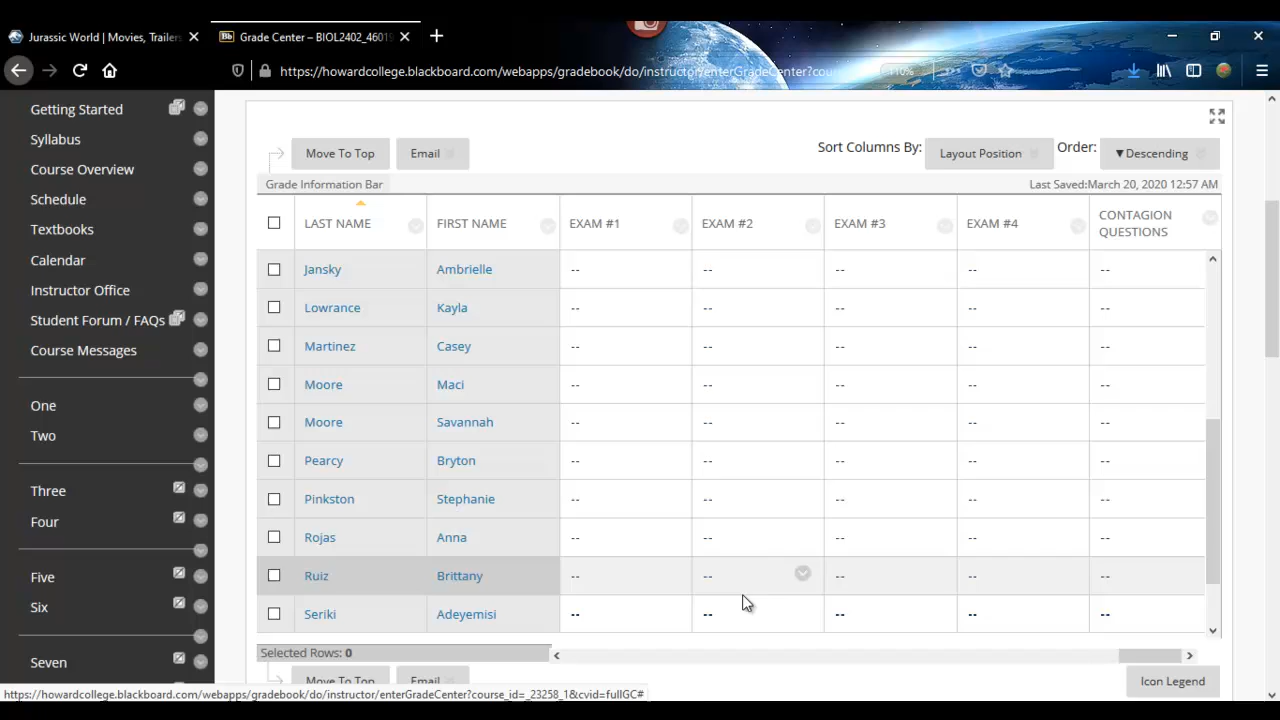 Jurassic World | Movies, Trailers
Grade Center – BIOL2402_46019
https://howardcollege.blackboard.com/webapps/gradebook/do/instructor/enterGradeCenter?cour
110%
Getting Started
Syllabus
Course Overview
Schedule
Textbooks
Calendar
Instructor Office
Student Forum / FAQs
Course Messages
One
Two
Three
Four
Five
Six
Seven
Move To Top
Email
Sort Columns By:
Layout Position
Order:
▼Descending
Grade Information Bar
Last Saved:March 20, 2020 12:57 AM
LAST NAME FIRST NAME EXAM #1 EXAM #2 EXAM #3 EXAM #4 CONTAGION QUESTIONS
Jansky Ambrielle -- -- -- -- --
Lowrance Kayla -- -- -- -- --
Martinez Casey -- -- -- -- --
Moore Maci -- -- -- -- --
Moore Savannah -- -- -- -- --
Pearcy Bryton -- -- -- -- --
Pinkston Stephanie -- -- -- -- --
Rojas Anna -- -- -- -- --
Ruiz Brittany -- -- -- -- --
Seriki Adeyemisi -- -- -- -- --
Selected Rows: 0
Move To Top
Email
Icon Legend
https://howardcollege.blackboard.com/webapps/gradebook/do/instructor/enterGradeCenter?course_id=_23258_1&cvid=fullGC#